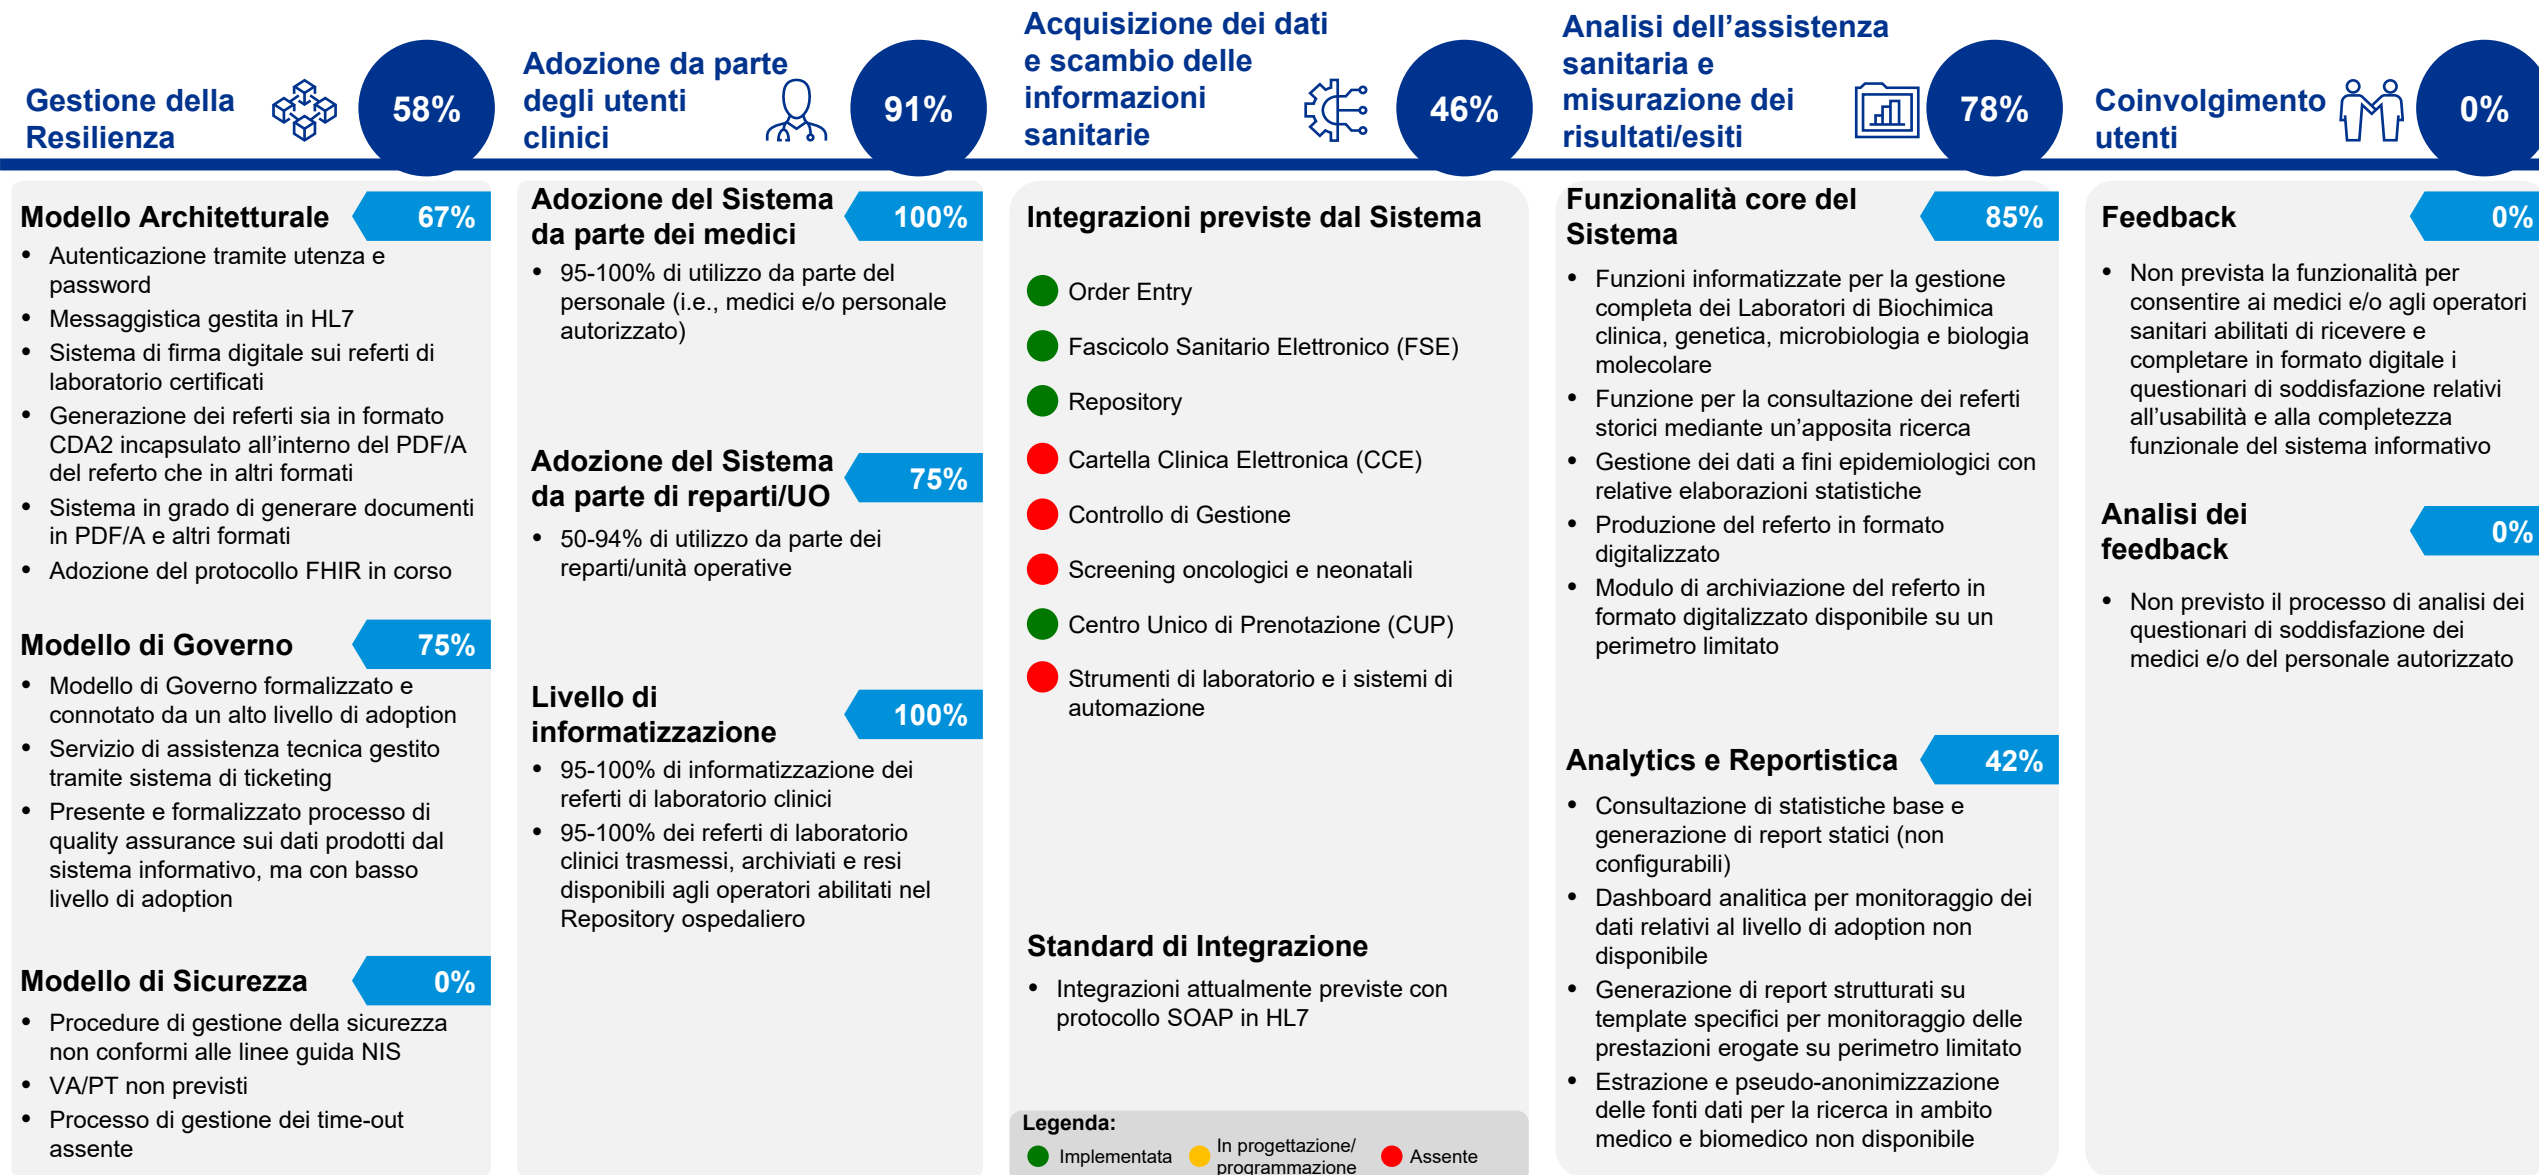 Gestione della
Resilienza
58%
Adozione da parte
degli utenti
clinici
91%
Acquisizione dei dati
e scambio delle
informazioni
sanitarie
46%
Analisi dell’assistenza
sanitaria e
misurazione dei
risultati/esiti
78%
Coinvolgimento
utenti
0%
Modello Architetturale
67%
• Autenticazione tramite utenza e
password
• Messaggistica gestita in HL7
• Sistema di firma digitale sui referti di
laboratorio certificati
• Generazione dei referti sia in formato
CDA2 incapsulato all’interno del PDF/A
del referto che in altri formati
• Sistema in grado di generare documenti
in PDF/A e altri formati
• Adozione del protocollo FHIR in corso
Modello di Governo
75%
• Modello di Governo formalizzato e
connotato da un alto livello di adoption
• Servizio di assistenza tecnica gestito
tramite sistema di ticketing
• Presente e formalizzato processo di
quality assurance sui dati prodotti dal
sistema informativo, ma con basso
livello di adoption
Modello di Sicurezza
0%
• Procedure di gestione della sicurezza
non conformi alle linee guida NIS
• VA/PT non previsti
• Processo di gestione dei time-out
assente
Adozione del Sistema
da parte dei medici
100%
• 95-100% di utilizzo da parte del
personale (i.e., medici e/o personale
autorizzato)
Adozione del Sistema
da parte di reparti/UO
75%
• 50-94% di utilizzo da parte dei
reparti/unità operative
Livello di
informatizzazione
100%
• 95-100% di informatizzazione dei
referti di laboratorio clinici
• 95-100% dei referti di laboratorio
clinici trasmessi, archiviati e resi
disponibili agli operatori abilitati nel
Repository ospedaliero
Integrazioni previste dal Sistema
Order Entry
Fascicolo Sanitario Elettronico (FSE)
Repository
Cartella Clinica Elettronica (CCE)
Controllo di Gestione
Screening oncologici e neonatali
Centro Unico di Prenotazione (CUP)
Strumenti di laboratorio e i sistemi di
automazione
Standard di Integrazione
• Integrazioni attualmente previste con
protocollo SOAP in HL7
Legenda:
Implementata
In progettazione/
programmazione
Assente
Funzionalità core del
Sistema
85%
• Funzioni informatizzate per la gestione
completa dei Laboratori di Biochimica
clinica, genetica, microbiologia e biologia
molecolare
• Funzione per la consultazione dei referti
storici mediante un’apposita ricerca
• Gestione dei dati a fini epidemiologici con
relative elaborazioni statistiche
• Produzione del referto in formato
digitalizzato
• Modulo di archiviazione del referto in
formato digitalizzato disponibile su un
perimetro limitato
Analytics e Reportistica
42%
• Consultazione di statistiche base e
generazione di report statici (non
configurabili)
• Dashboard analitica per monitoraggio dei
dati relativi al livello di adoption non
disponibile
• Generazione di report strutturati su
template specifici per monitoraggio delle
prestazioni erogate su perimetro limitato
• Estrazione e pseudo-anonimizzazione
delle fonti dati per la ricerca in ambito
medico e biomedico non disponibile
Feedback
0%
• Non prevista la funzionalità per
consentire ai medici e/o agli operatori
sanitari abilitati di ricevere e
completare in formato digitale i
questionari di soddisfazione relativi
all’usabilità e alla completezza
funzionale del sistema informativo
Analisi dei
feedback
0%
• Non previsto il processo di analisi dei
questionari di soddisfazione dei
medici e/o del personale autorizzato